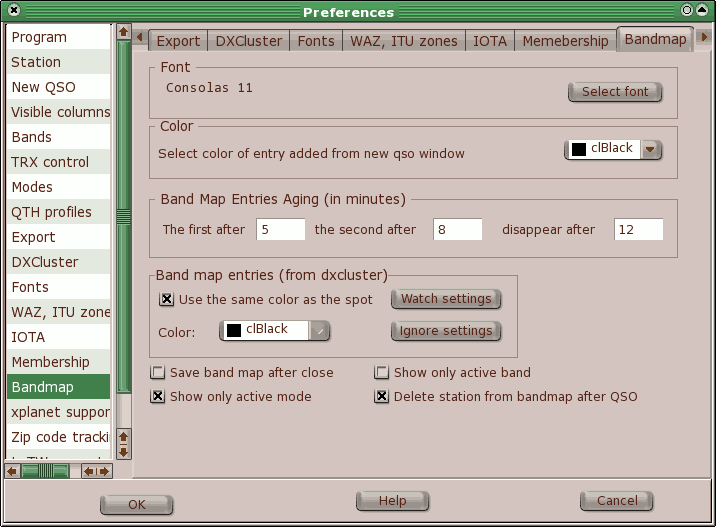 Preferences
Program
Station
New QSO
Visible columns
Bands
TRX control
Modes
QTH profiles
Export
DXCluster
Fonts
WAZ, ITU zone
IOTA
Membership
Bandmap
xplanet suppor
Zip code tracki
Export DXCluster Fonts WAZ, ITU zones IOTA Memebership Bandmap
Font
Consolas 11
Select font
Color
Select color of entry added from new qso window
clBlack
Band Map Entries Aging (in minutes)
The first after 5 the second after 8 disappear after 12
Band map entries (from dxcluster)
Use the same color as the spot
Watch settings
Color: clBlack
Ignore settings
Save band map after close
Show only active band
Show only active mode
Delete station from bandmap after QSO
OK
Help
Cancel